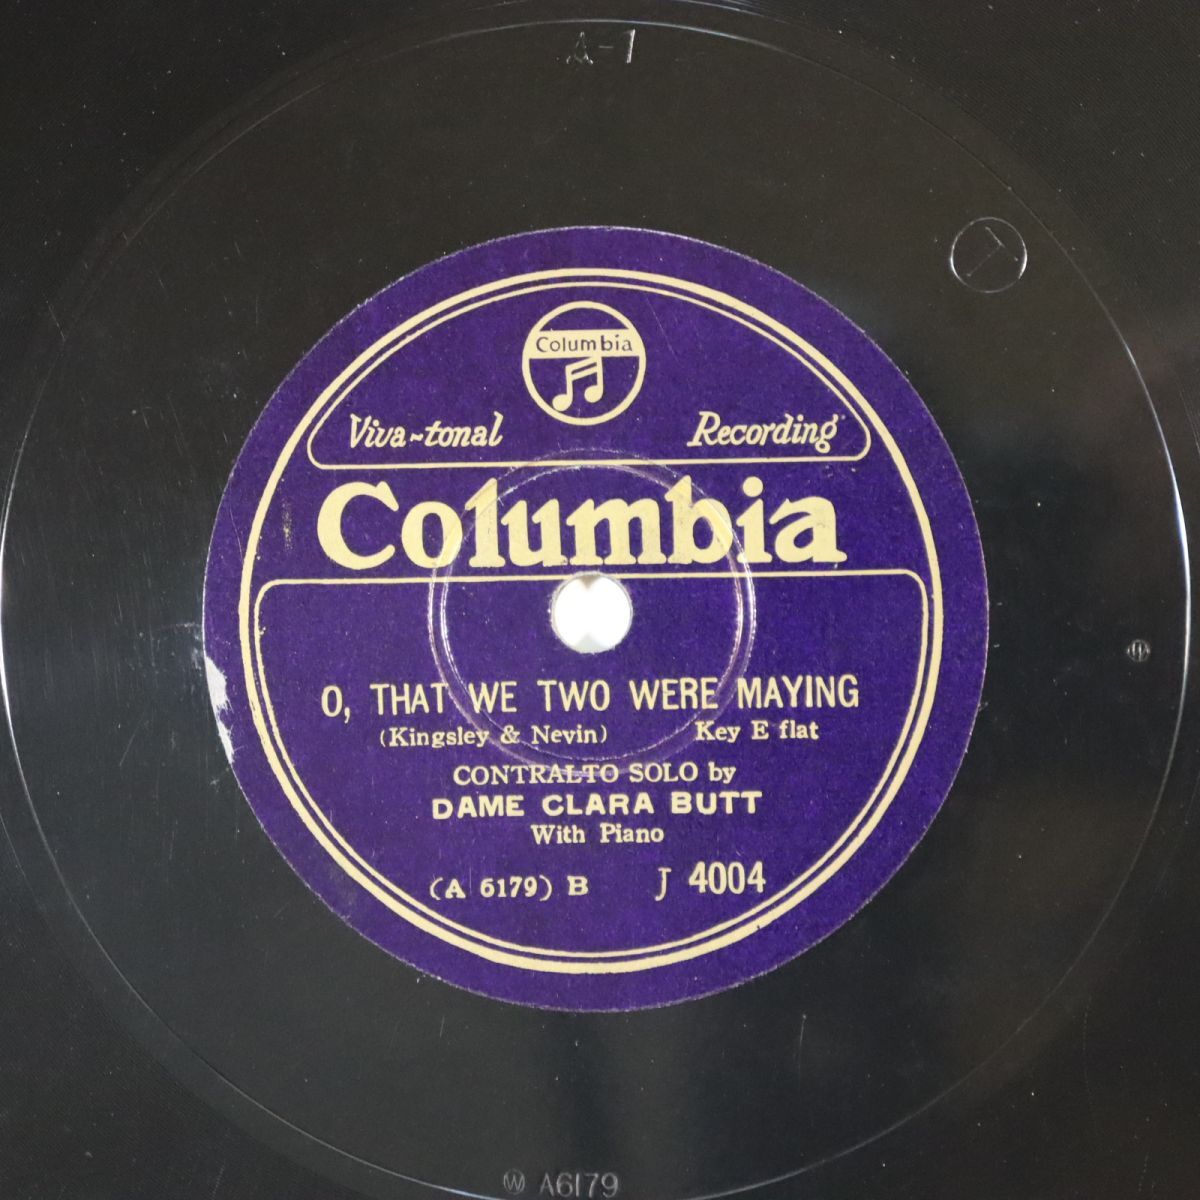 A-1
T
Columbia
Viva-tonal Recording
Columbia
O, THAT WE TWO WERE MAYING
(Kingsley & Nevin) Key E flat
CONTRALTO SOLO by
DAME CLARA BUTT
With Piano
(A 6179) B J 4004
W A6179